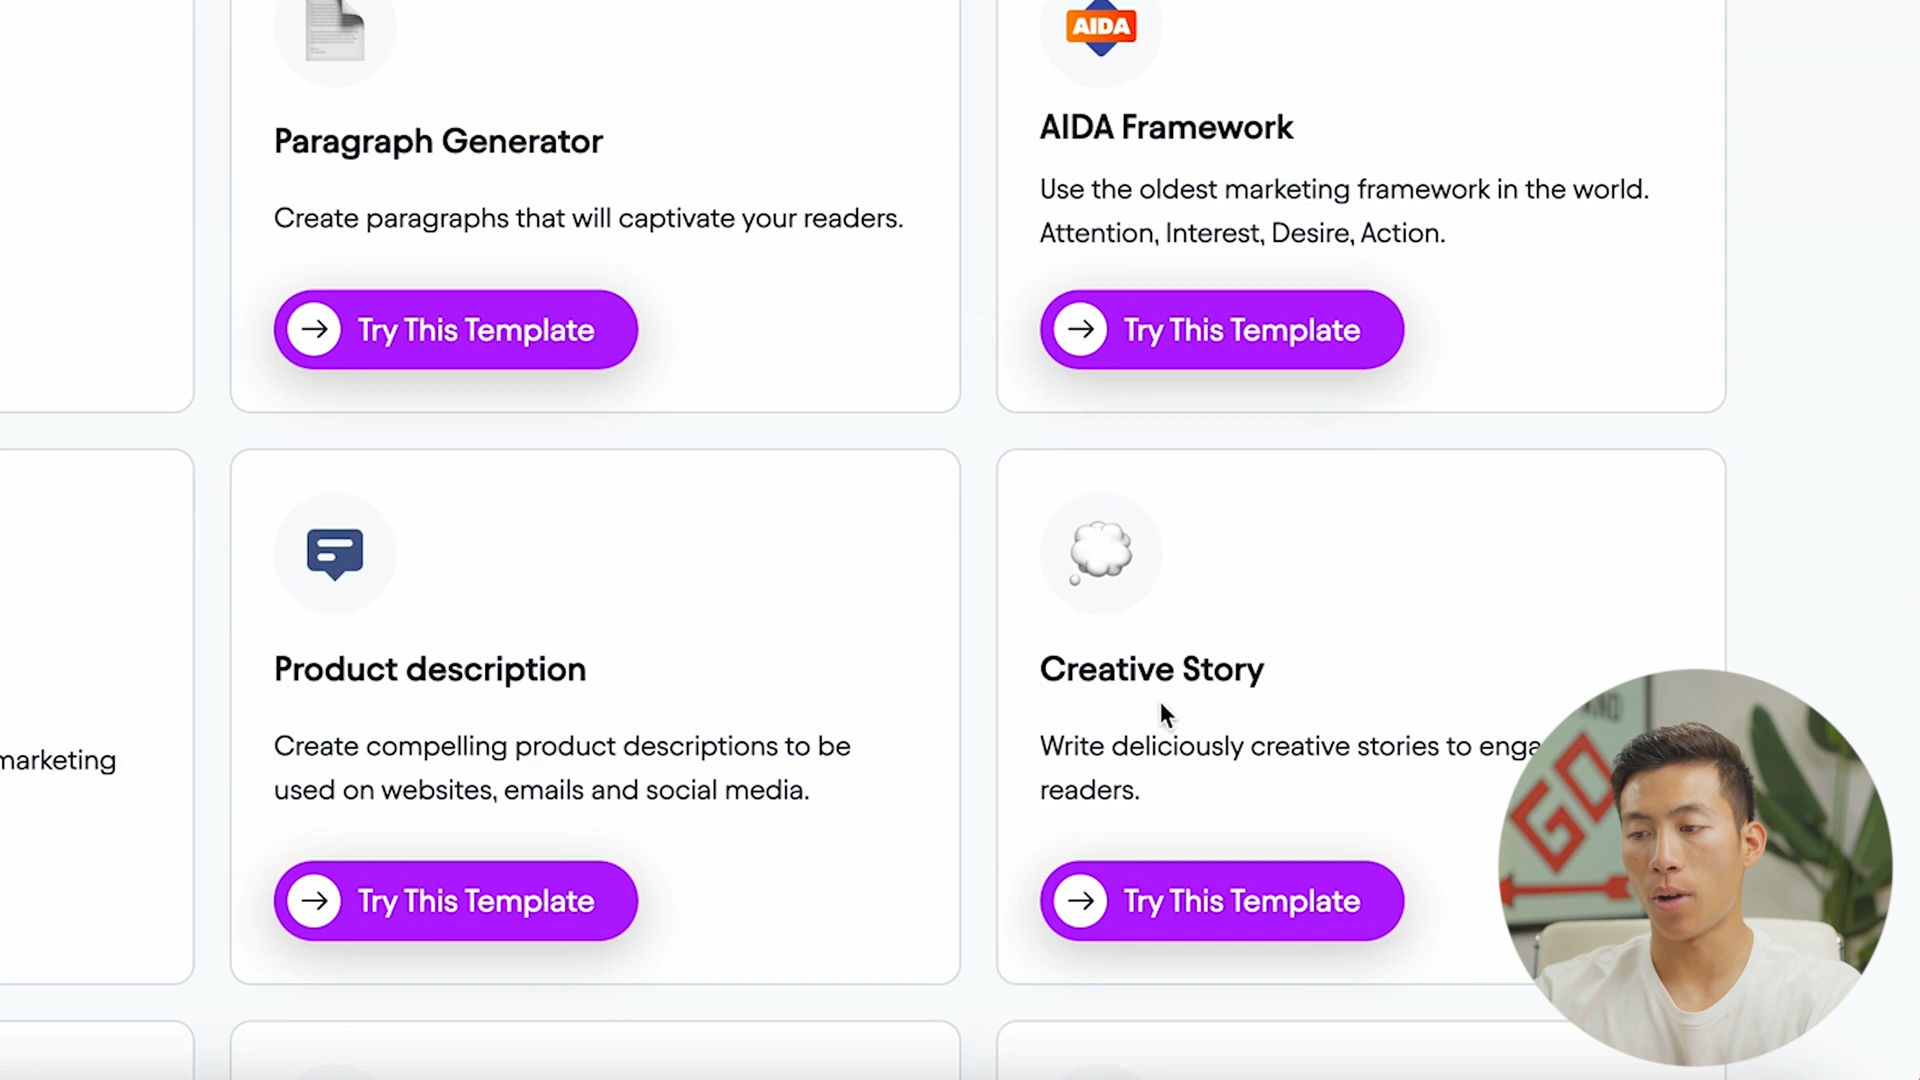 AIDA
Paragraph Generator
Create paragraphs that will captivate your readers.
Try This Template
AIDA Framework
Use the oldest marketing framework in the world.
Attention, Interest, Desire, Action.
Try This Template
marketing
Product description
Create compelling product descriptions to be
used on websites, emails and social media.
Try This Template
Creative Story
Write deliciously creative stories to enga
readers.
Try This Template
GO